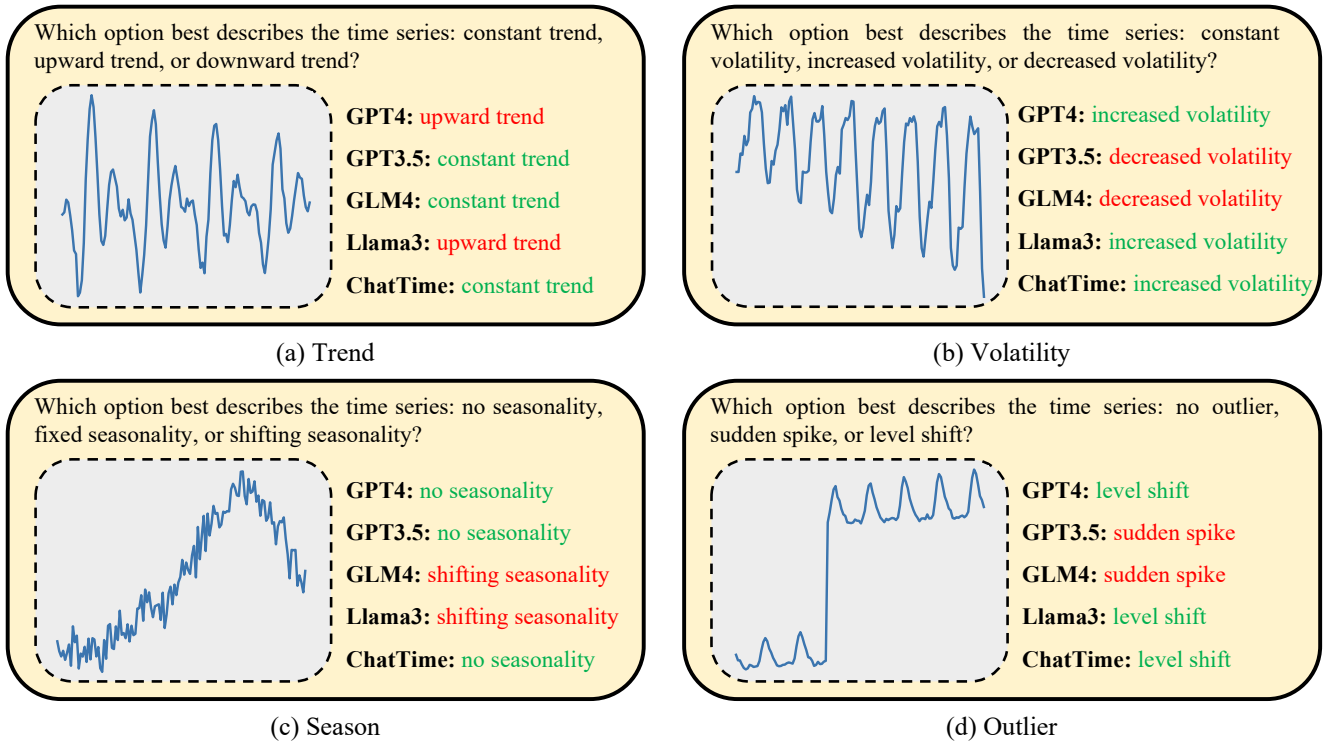 Which option best describes the time series: constant trend,
upward trend, or downward trend?
GPT4: upward trend
GPT3.5: constant trend
GLM4: constant trend
Llama3: upward trend
ChatTime: constant trend
(a) Trend
Which option best describes the time series: constant
volatility, increased volatility, or decreased volatility?
GPT4: increased volatility
GPT3.5: decreased volatility
GLM4: decreased volatility
Llama3: increased volatility
ChatTime: increased volatility
(b) Volatility
Which option best describes the time series: no seasonality,
fixed seasonality, or shifting seasonality?
GPT4: no seasonality
GPT3.5: no seasonality
GLM4: shifting seasonality
Llama3: shifting seasonality
ChatTime: no seasonality
(c) Season
Which option best describes the time series: no outlier,
sudden spike, or level shift?
GPT4: level shift
GPT3.5: sudden spike
GLM4: sudden spike
Llama3: level shift
ChatTime: level shift
(d) Outlier